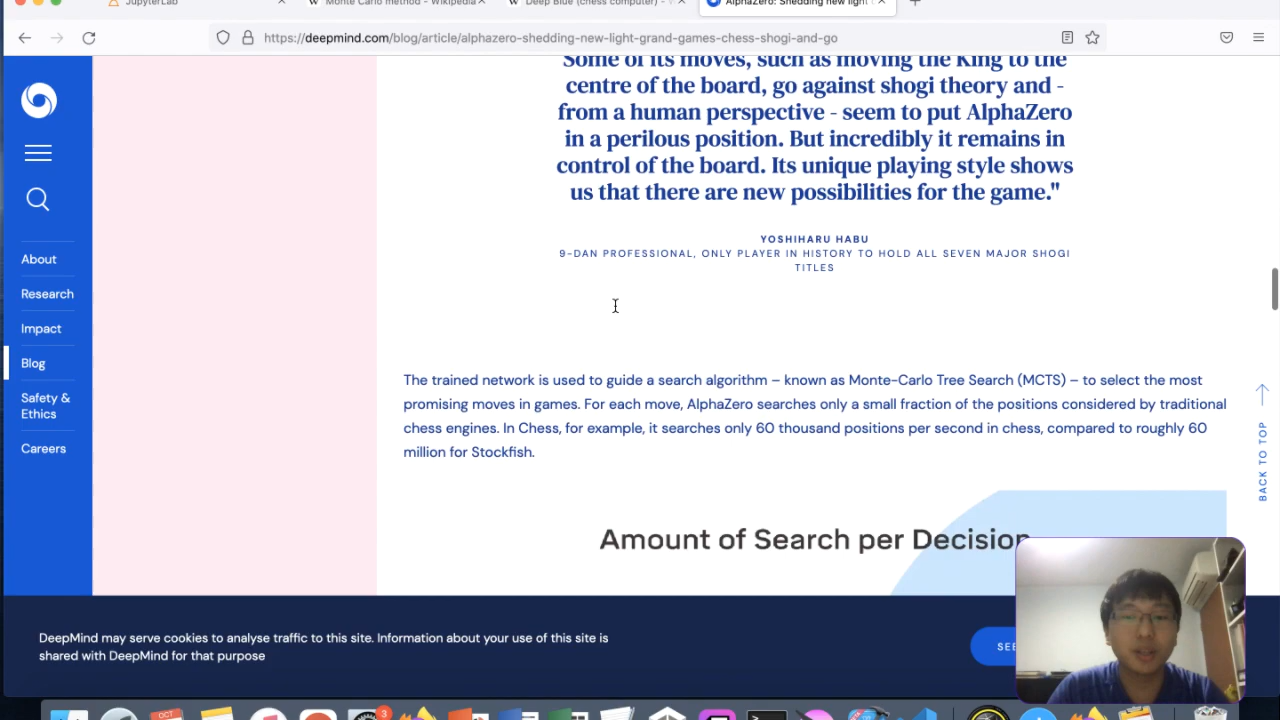 JupyterLab
Monte Carlo method - Wikipedia
Deep Blue (chess computer) -
AlphaZero: Shedding new light
https://deepmind.com/blog/article/alphazero-shedding-new-light-grand-games-chess-shogi-and-go
Some of its moves, such as moving the King to the
centre of the board, go against shogi theory and -
from a human perspective - seem to put AlphaZero
in a perilous position. But incredibly it remains in
control of the board. Its unique playing style shows
us that there are new possibilities for the game."
YOSHIHARU HABU
9-DAN PROFESSIONAL, ONLY PLAYER IN HISTORY TO HOLD ALL SEVEN MAJOR SHOGI
TITLES
About
Research
Impact
Blog
Safety &
Ethics
Careers
The trained network is used to guide a search algorithm – known as Monte-Carlo Tree Search (MCTS) – to select the most
promising moves in games. For each move, AlphaZero searches only a small fraction of the positions considered by traditional
chess engines. In Chess, for example, it searches only 60 thousand positions per second in chess, compared to roughly 60
million for Stockfish.
BACK TO TOP
Amount of Search per Decision
DeepMind may serve cookies to analyse traffic to this site. Information about your use of this site is
shared with DeepMind for that purpose
SEE
OCT
3